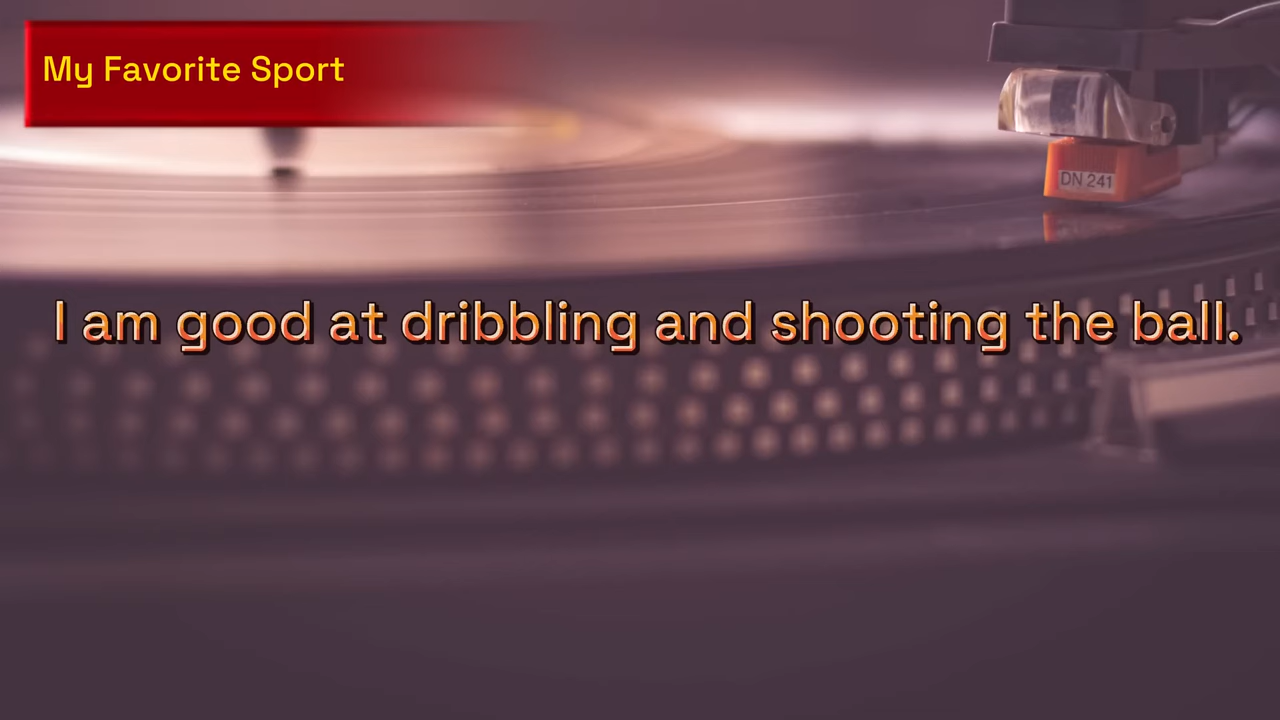 My Favorite Sport
DN 241
I am good at dribbling and shooting the ball.